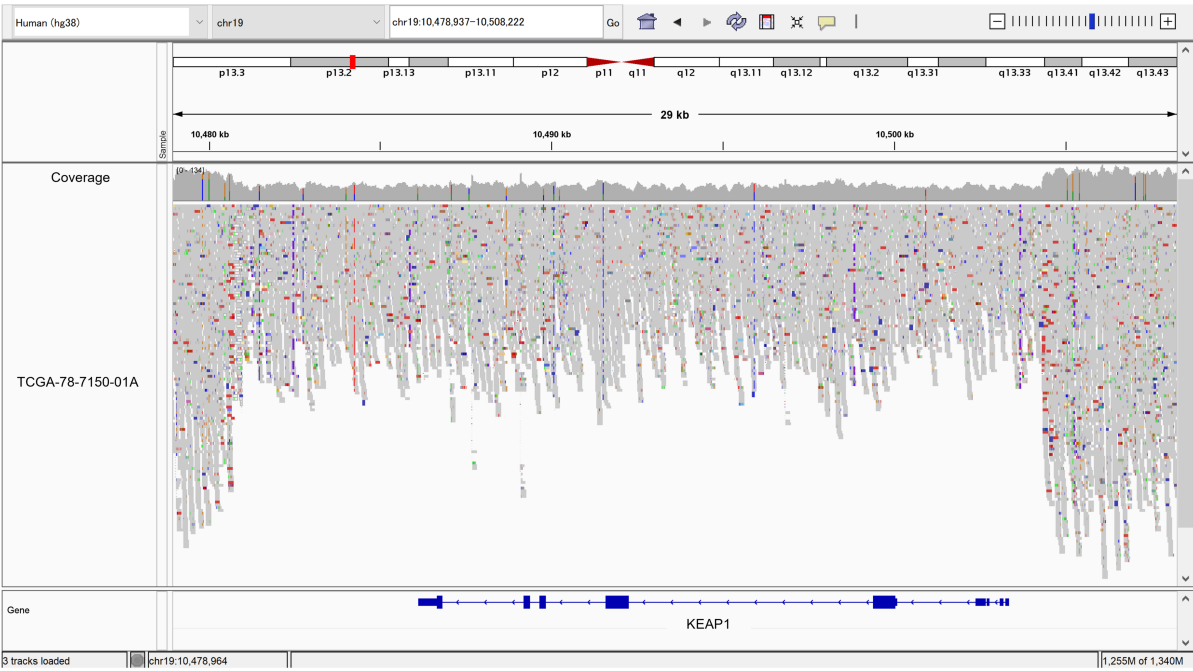 Human (hg38) chr19 chr19:10,478,937-10,508,222 Go
p13.3 p13.2 p13.13 p13.11 p12 p11 q11 q12 q13.11 q13.12 q13.2 q13.31 q13.33 q13.41 q13.42 q13.43
29 kb
10,480 kb 10,490 kb 10,500 kb
Sample
Coverage
[0 - 134]
TCGA-78-7150-01A
Gene
KEAP1
3 tracks loaded chr19:10,478,964 1,255M of 1,340M